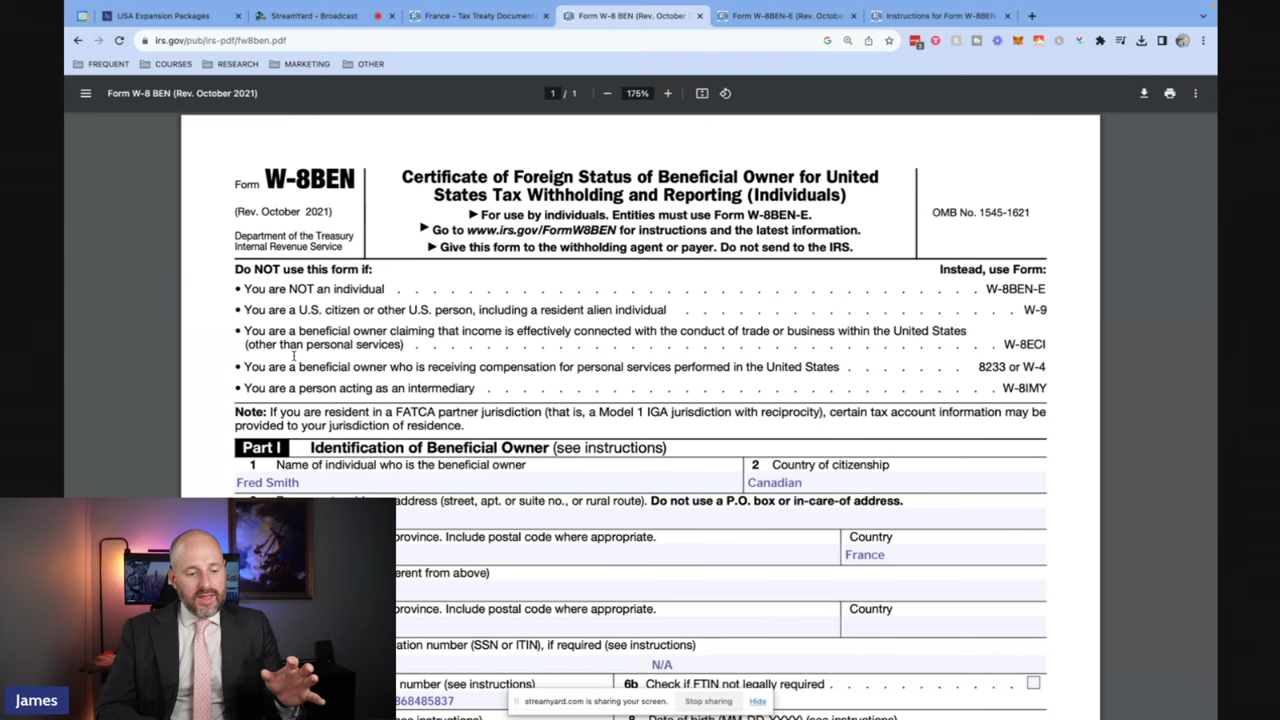 USA Expansion Packages
StreamYard - Broadcast
France - Tax Treaty Document
Form W-8 BEN (Rev. October
Form W-8BEN-E (Rev. Octobe
Instructions for Form W-8BEN
irs.gov/pub/irs-pdf/fw8ben.pdf
FREQUENT
COURSES
RESEARCH
MARKETING
OTHER
Form W-8 BEN (Rev. October 2021)
1 / 1
175%
Form W-8BEN
(Rev. October 2021)
Department of the Treasury
Internal Revenue Service
Certificate of Foreign Status of Beneficial Owner for United
States Tax Withholding and Reporting (Individuals)
▶ For use by individuals. Entities must use Form W-8BEN-E.
▶ Go to www.irs.gov/FormW8BEN for instructions and the latest information.
▶ Give this form to the withholding agent or payer. Do not send to the IRS.
OMB No. 1545-1621
Do NOT use this form if: Instead, use Form:
• You are NOT an individual . . . . . . . . . . . . . . . . . . . . . W-8BEN-E
• You are a U.S. citizen or other U.S. person, including a resident alien individual . . . . . . . . . . W-9
• You are a beneficial owner claiming that income is effectively connected with the conduct of trade or business within the United States
(other than personal services) . . . . . . . . . . . . . . . . . . . . . W-8ECI
• You are a beneficial owner who is receiving compensation for personal services performed in the United States . . . . . 8233 or W-4
• You are a person acting as an intermediary . . . . . . . . . . . . . . . . . . W-8IMY
Note: If you are resident in a FATCA partner jurisdiction (that is, a Model 1 IGA jurisdiction with reciprocity), certain tax account information may be
provided to your jurisdiction of residence.
Part I Identification of Beneficial Owner (see instructions)
1 Name of individual who is the beneficial owner
2 Country of citizenship
Fred Smith
Canadian
address (street, apt. or suite no., or rural route). Do not use a P.O. box or in-care-of address.
province. Include postal code where appropriate.
Country
France
erent from above)
province. Include postal code where appropriate.
Country
ation number (SSN or ITIN), if required (see instructions)
N/A
number (see instructions)
6b Check if FTIN not legally required . . . . . . . . . . .
868485837
streamyard.com is sharing your screen.
Stop sharing
Hide
James